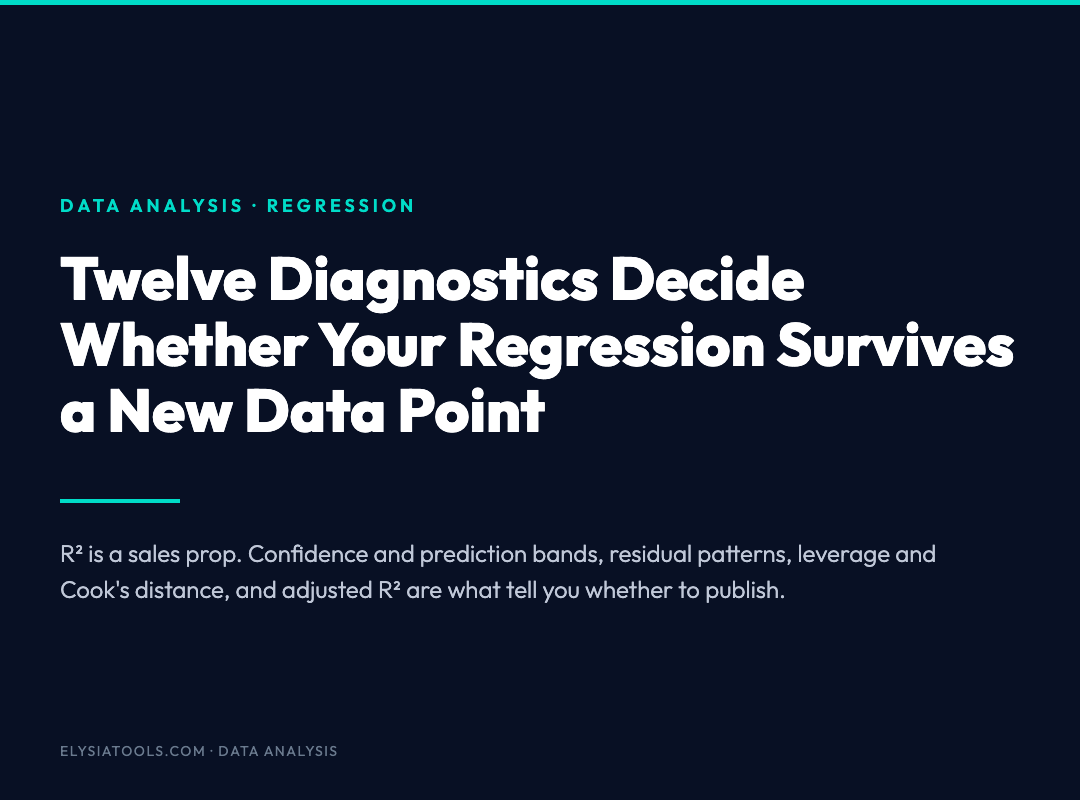 DATA ANALYSIS · REGRESSION
Twelve Diagnostics Decide
Whether Your Regression Survives
a New Data Point
R² is a sales prop. Confidence and prediction bands, residual patterns, leverage and
Cook's distance, and adjusted R² are what tell you whether to publish.
ELYSIATOOLS.COM · DATA ANALYSIS